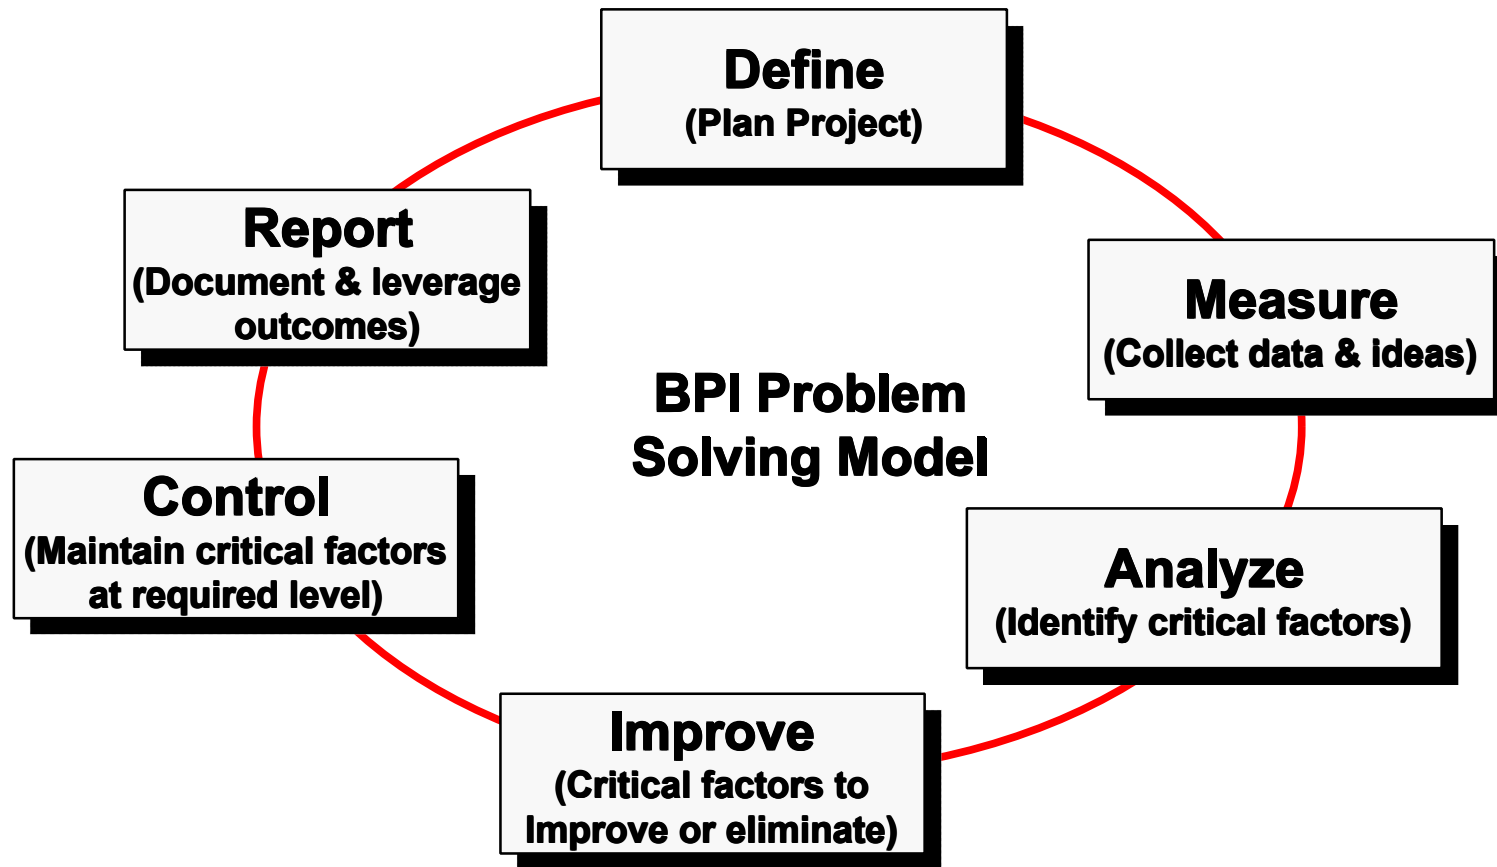 Define
(Plan Project)
Measure
(Collect data & ideas)
Analyze
(Identify critical factors)
Improve
(Critical factors to
Improve or eliminate)
Control
(Maintain critical factors
at required level)
Report
(Document & leverage
outcomes)
BPI Problem
Solving Model